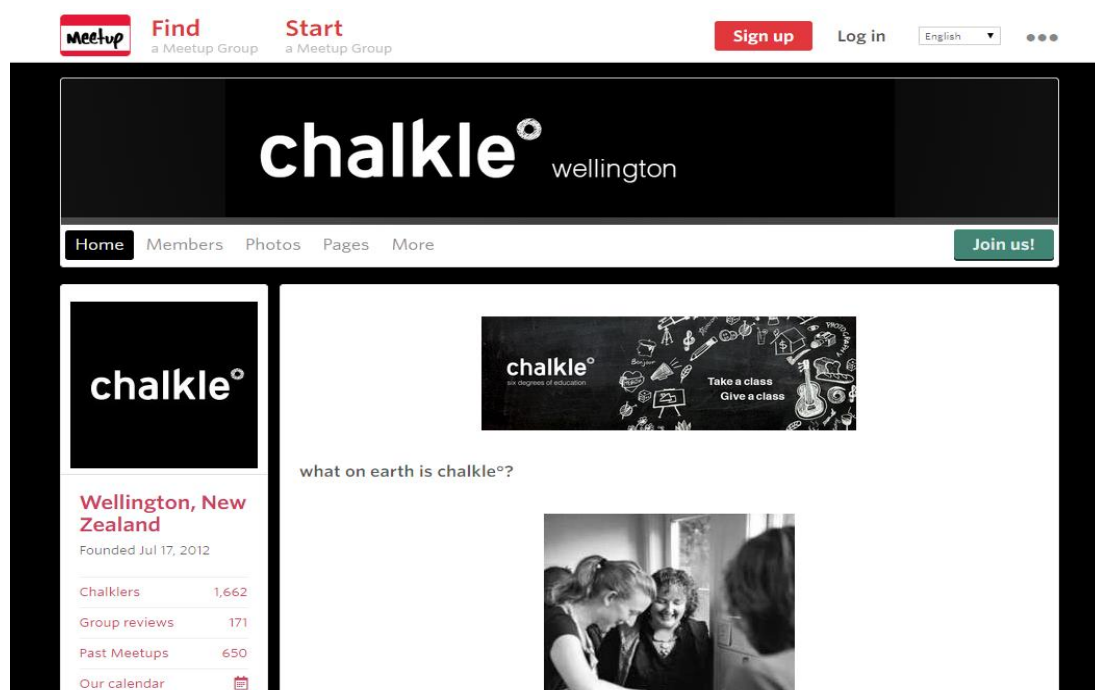 Meetup
Find
a Meetup Group
Start
a Meetup Group
Sign up
Log in
English
chalkle°
wellington
Home Members Photos Pages More
Join us!
chalkle°
Wellington, New
Zealand
Founded Jul 17, 2012
Chalklers 1,662
Group reviews 171
Past Meetups 650
Our calendar
chalkle°
six degrees of education
Bonjour
PHOTOGRAPHY
Take a class
Give a class
what on earth is chalkle°?